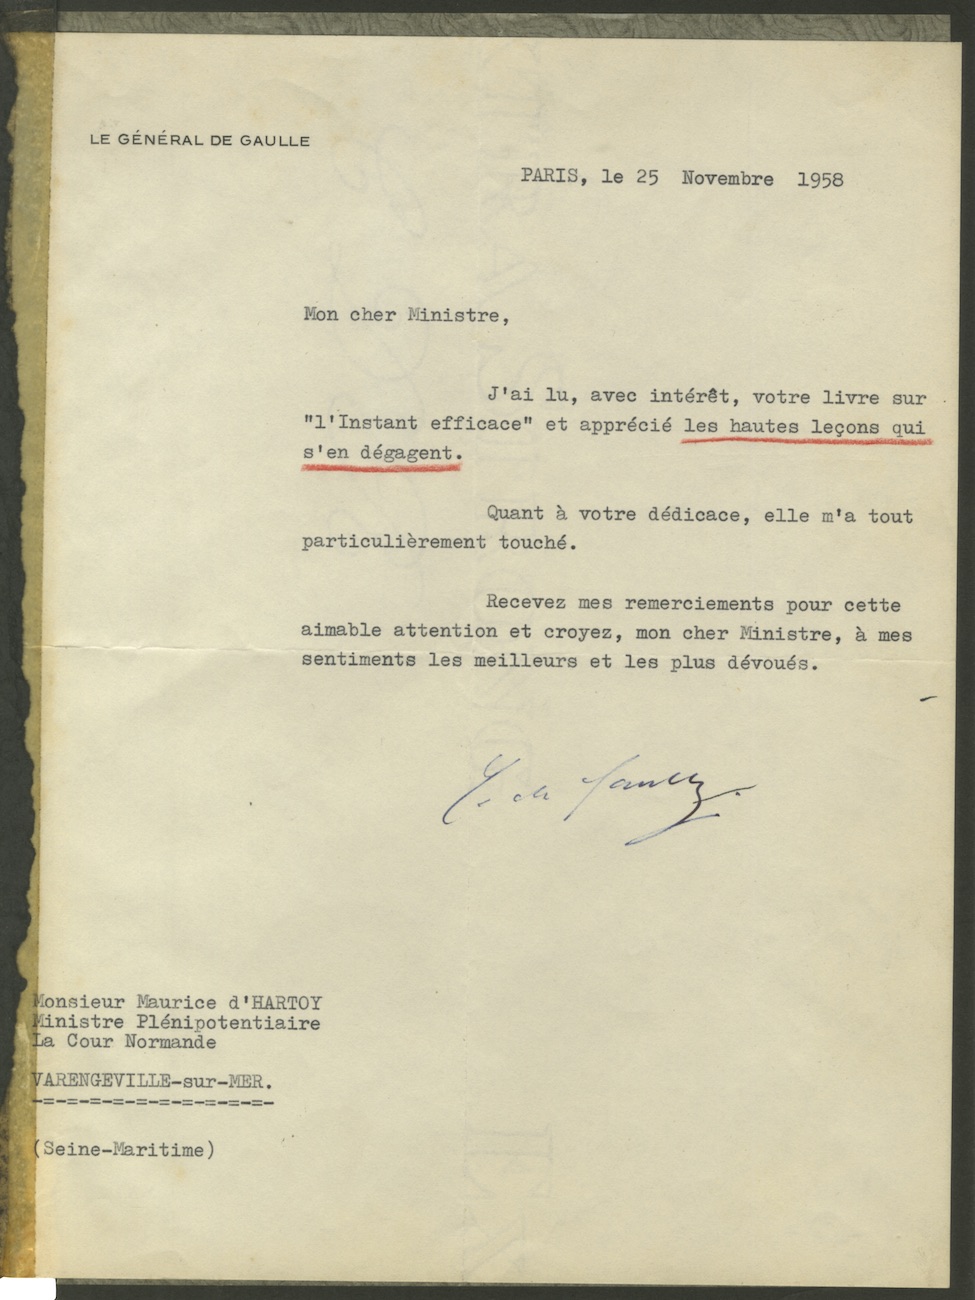 LE GÉNÉRAL DE GAULLE
PARIS, le 25 Novembre 1958
Mon cher Ministre,
J'ai lu, avec intérêt, votre livre sur
"l'Instant efficace" et apprécié les hautes leçons qui
s'en dégagent.
Quant à votre dédicace, elle m'a tout
particulièrement touché.
Recevez mes remerciements pour cette
aimable attention et croyez, mon cher Ministre, à mes
sentiments les meilleurs et les plus dévoués.
C. de Gaulle.
Monsieur Maurice d'HARTOY
Ministre Plénipotentiaire
La Cour Normande
VARENGEVILLE-sur-MER.
-=-=-=-=-=-=-=-=-=-=-
(Seine-Maritime)